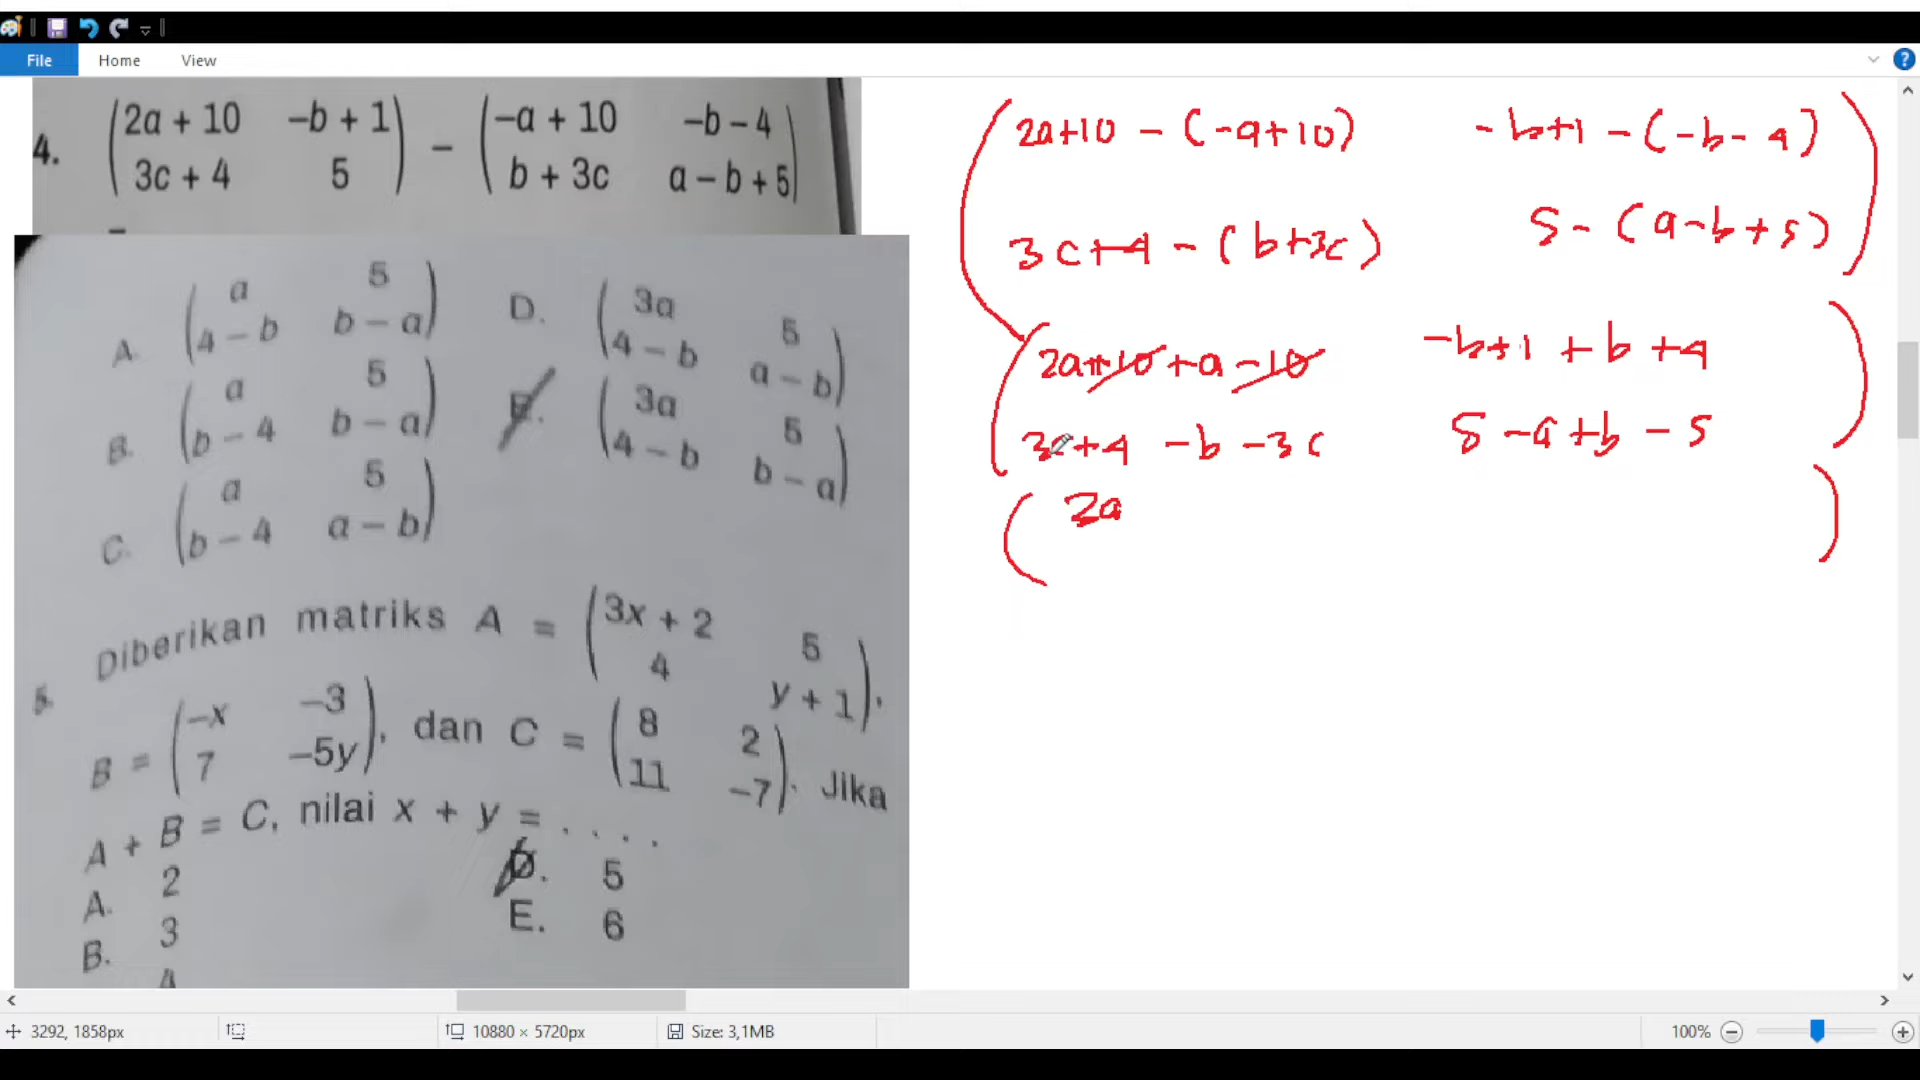 File Home View
4. (2a + 10 -b + 1) - (-a + 10 -b - 4)
(3c + 4 5) (b + 3c a - b + 5)
A. (a 5) D. (3a 5)
(4 - b b - a) (4 - b a - b)
B. (a 5) E. (3a 5)
(b - 4 b - a) (4 - b b - a)
C. (a 5)
(b - 4 a - b)
5. Diberikan matriks A = (3x + 2 5)
(4 y + 1),
B = (-x -3), dan C = (8 2). Jika
(7 -5y) (11 -7)
A + B = C, nilai x + y = . . . .
A. 2 D. 5
B. 3 E. 6
4
(2a+10 - (-a+10) -b+1 - (-b-4))
(3c+4 - (b+3c) 5 - (a-b+5))
(2a+10+a-10 -b+1+b+4)
(3c+4-b-3c 5-a+b-5)
(2a )
3292, 1858px 10880 × 5720px Size: 3,1MB 100%